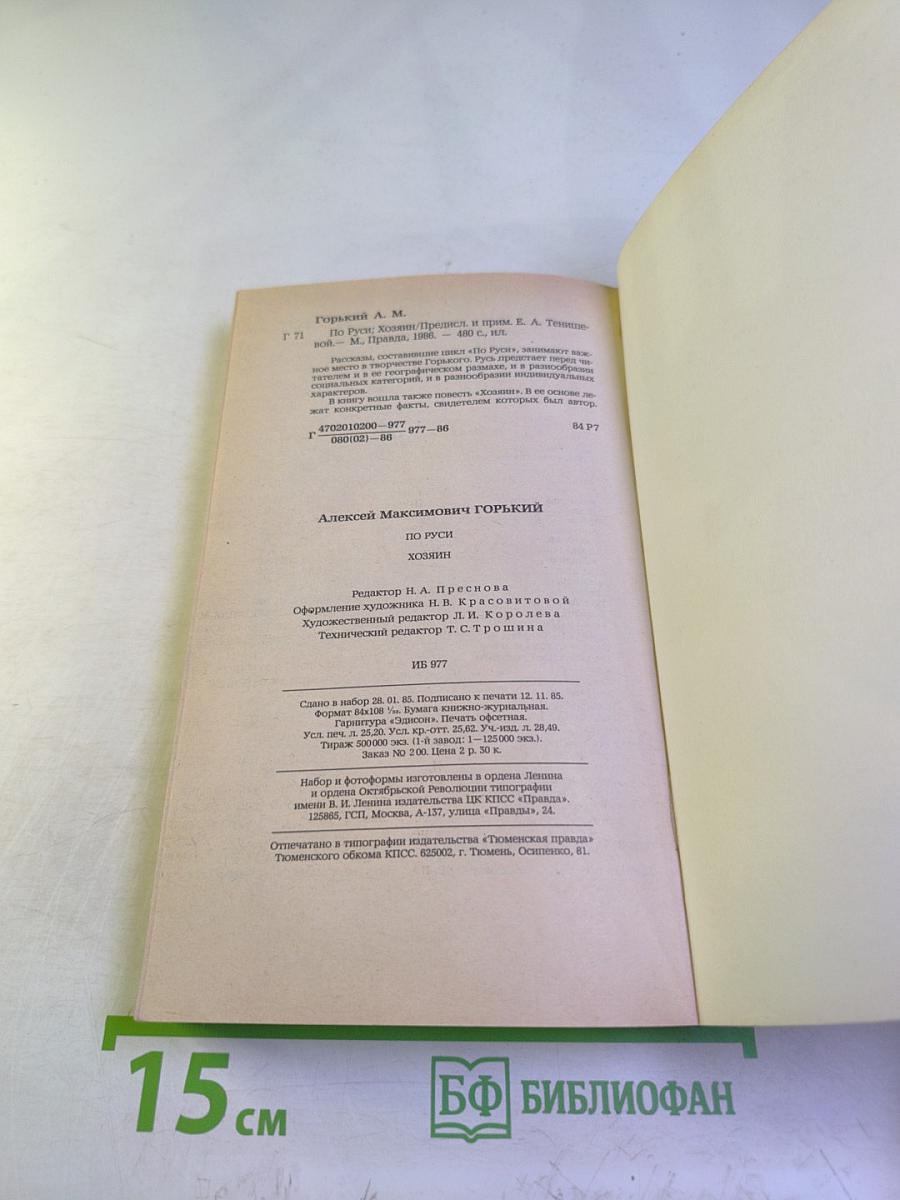 Горький А. М.
Г 71 По Руси; Хозяин/Предисл. и прим. Е. А. Тенише-
вой.— М., Правда, 1986. — 480 с., ил.
Рассказы, составившие цикл «По Руси», занимают важ-
ное место в творчестве Горького. Русь предстает перед чи-
тателем и в ее географическом размахе, и в разнообразии
социальных категорий, и в разнообразии индивидуальных
характеров.
В книгу вошла также повесть «Хозяин». В ее основе ле-
жат конкретные факты, свидетелем которых был автор.
Г 4702010200—977 977—86 84 Р7
080(02)—86
Алексей Максимович ГОРЬКИЙ
ПО РУСИ
ХОЗЯИН
Редактор Н. А. Преснова
Оформление художника Н. В. Красовитовой
Художественный редактор Л. И. Королева
Технический редактор Т. С. Трошина
ИБ 977
Сдано в набор 28. 01. 85. Подписано к печати 12. 11. 85.
Формат 84х108 ¹/₃₂. Бумага книжно-журнальная.
Гарнитура «Эдисон». Печать офсетная.
Усл. печ. л. 25,20. Усл. кр.-отт. 25,62. Уч.-изд. л. 28,49.
Тираж 500 000 экз. (1-й завод: 1—125 000 экз.).
Заказ NO 200. Цена 2 р. 30 к.
Набор и фотоформы изготовлены в ордена Ленина
и ордена Октябрьской Революции типографии
имени В. И. Ленина издательства ЦК КПСС «Правда».
125865, ГСП, Москва, А-137, улица «Правды», 24.
Отпечатано в типографии издательства «Тюменская правда»
Тюменского обкома КПСС. 625002, г. Тюмень, Осипенко, 81.
15 см
БФ БИБЛИОФАН